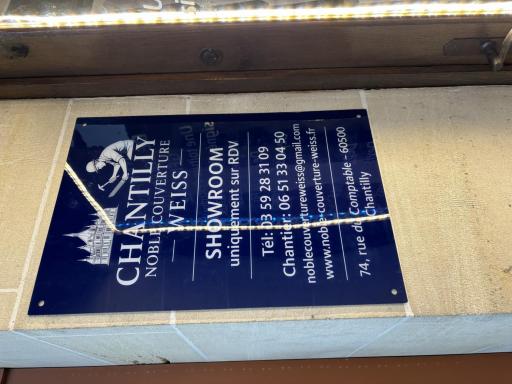 CHANTILLY
NOBLE COUVERTURE
WEISS
SHOWROOM
uniquement sur RDV
Tél: 03 59 28 31 09
Chantier: 06 51 33 04 50
noblecouvertureweiss@gmail.com
www.noble-couverture-weiss.fr
74, rue du Comptable - 60500
Chantilly